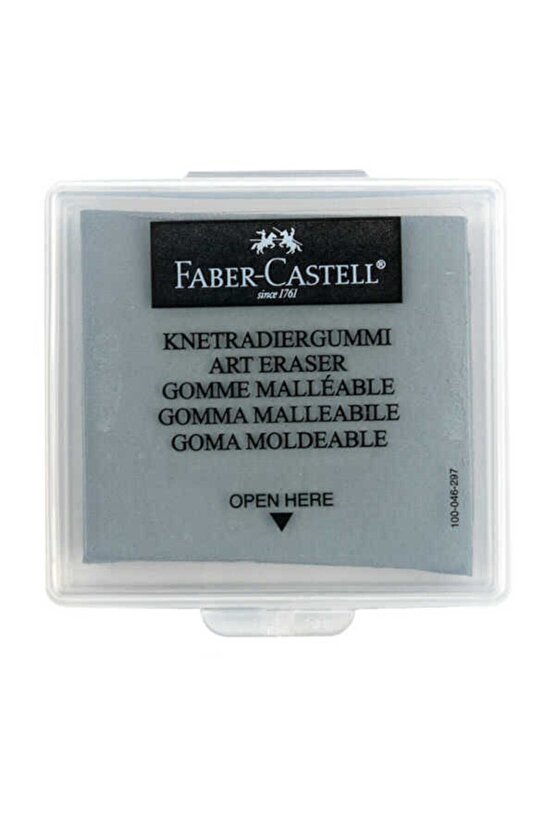 FABER-CASTELL®
since 1761
KNETRADIERGUMMI
ART ERASER
GOMME MALLÉABLE
GOMMA MALLEABILE
GOMA MOLDEABLE
OPEN HERE
100-046-297